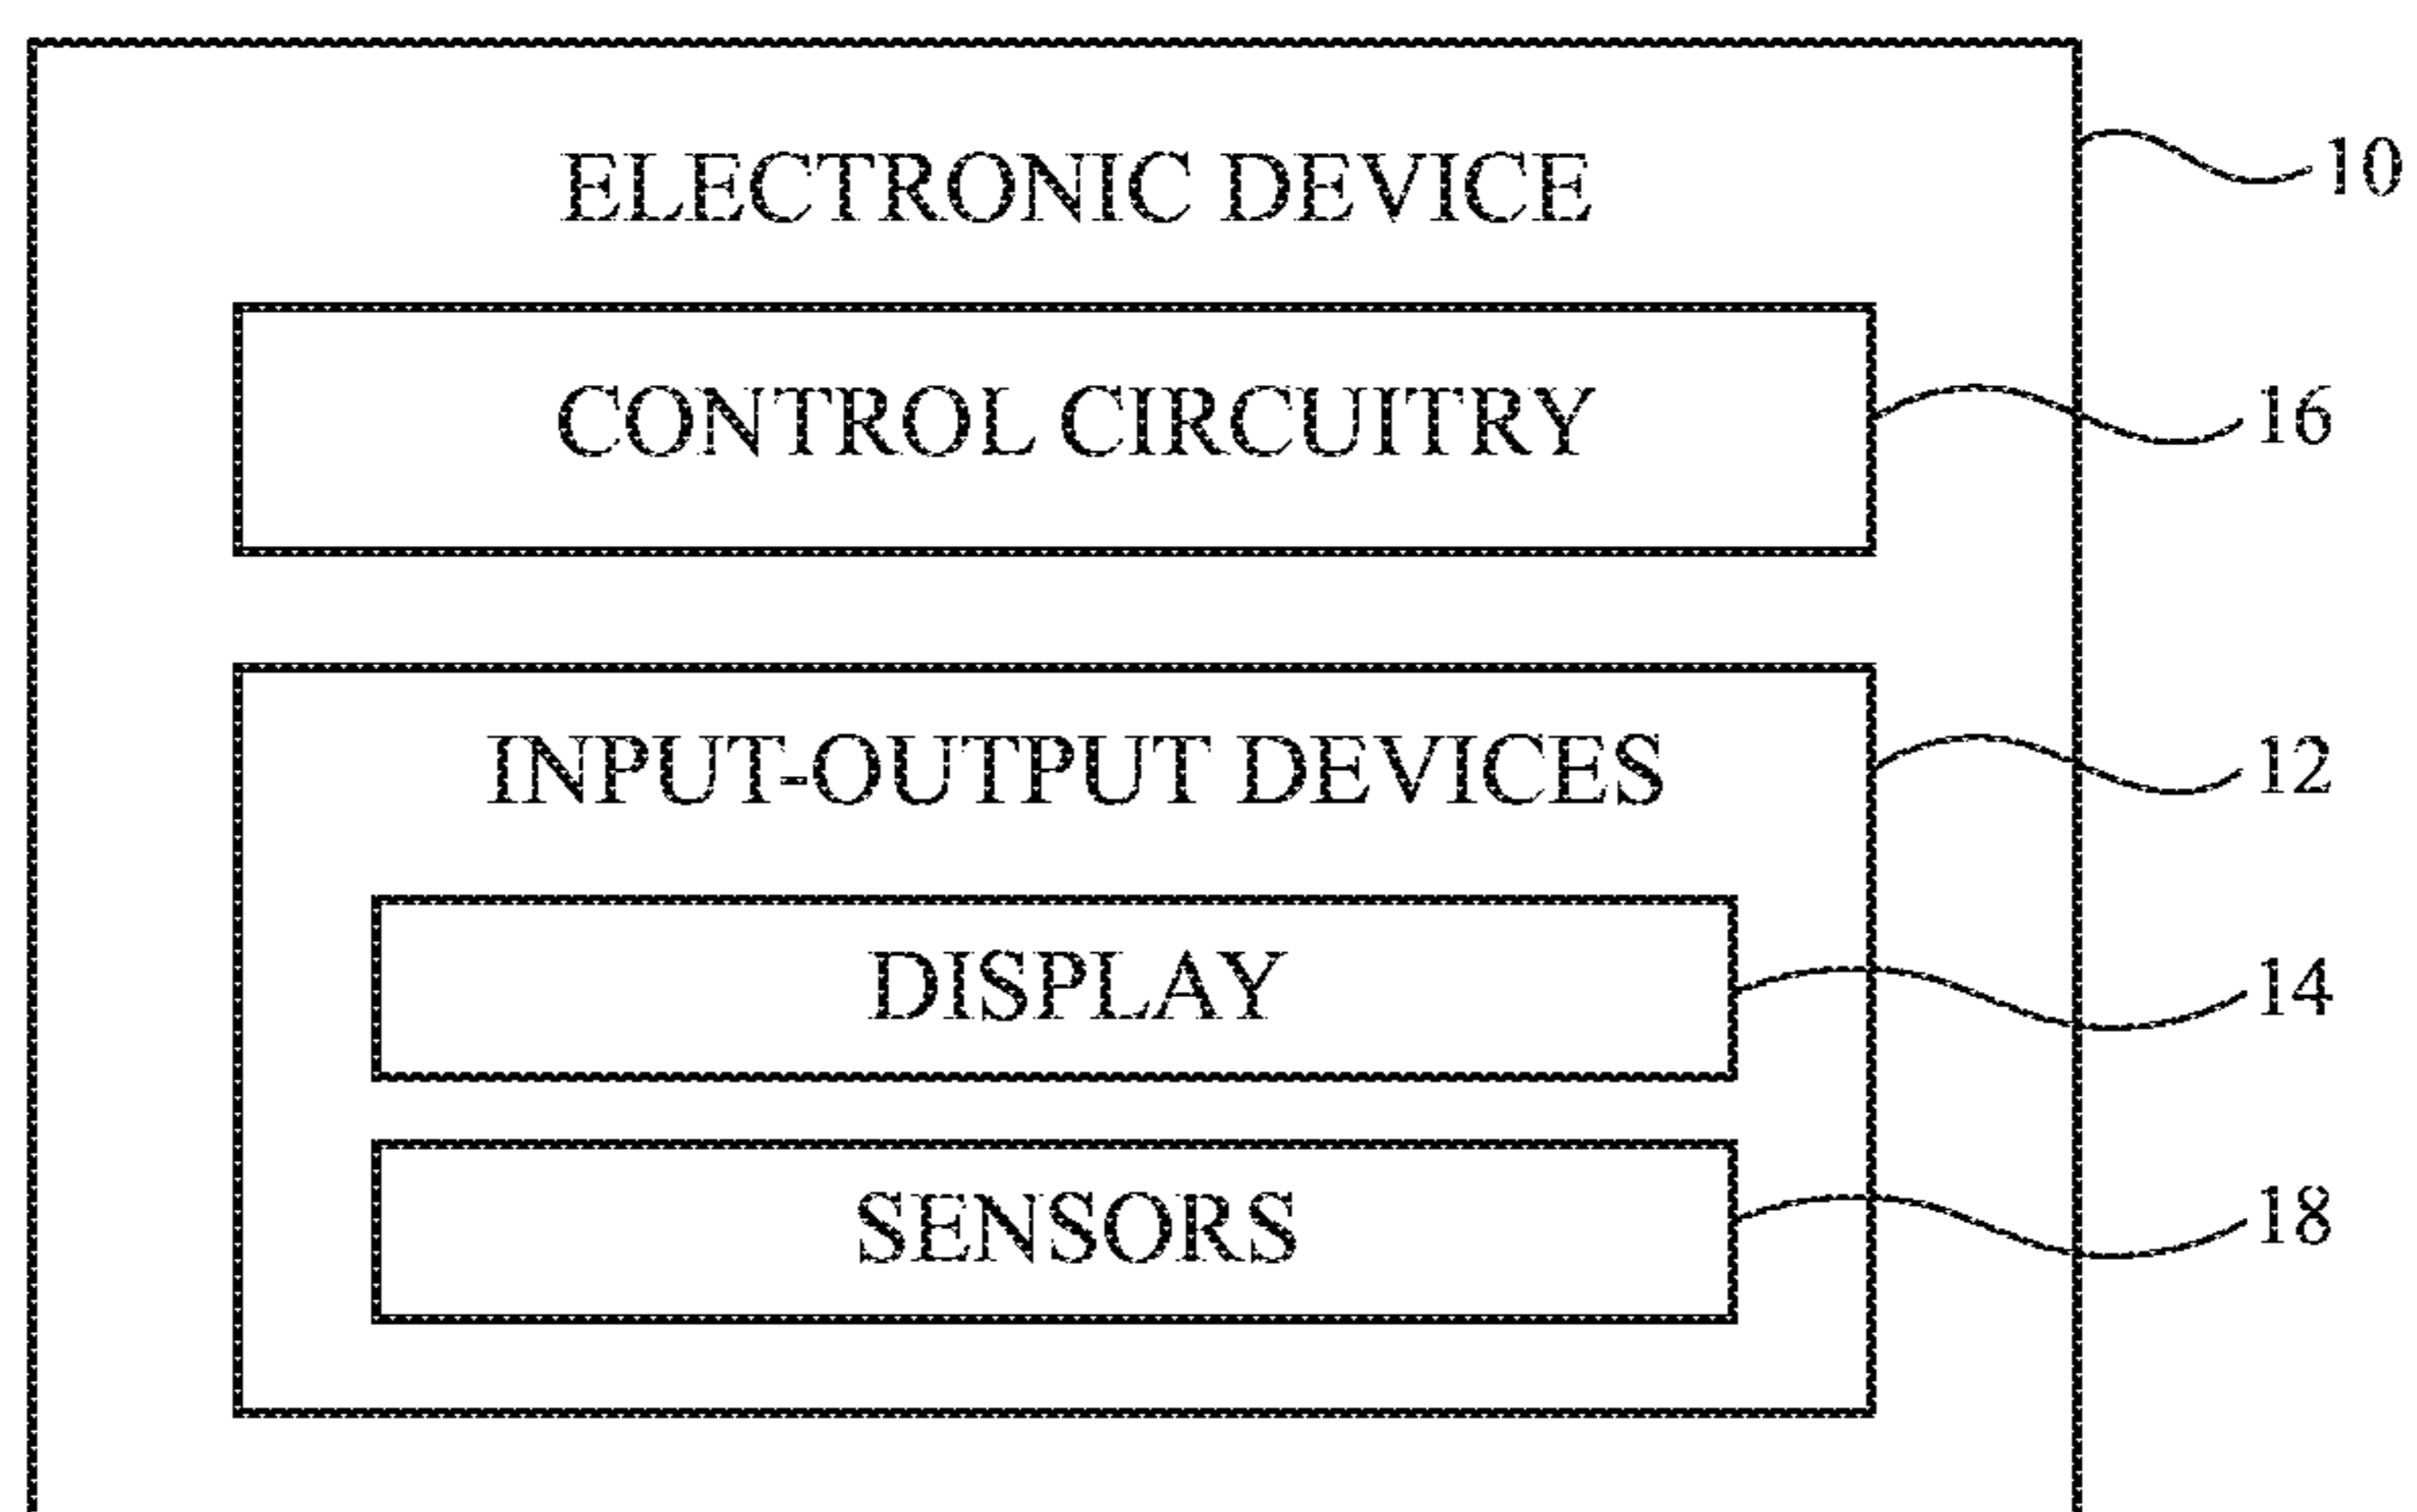 ELECTRONIC DEVICE
10
CONTROL CIRCUITRY
16
INPUT-OUTPUT DEVICES
12
DISPLAY
14
SENSORS
18